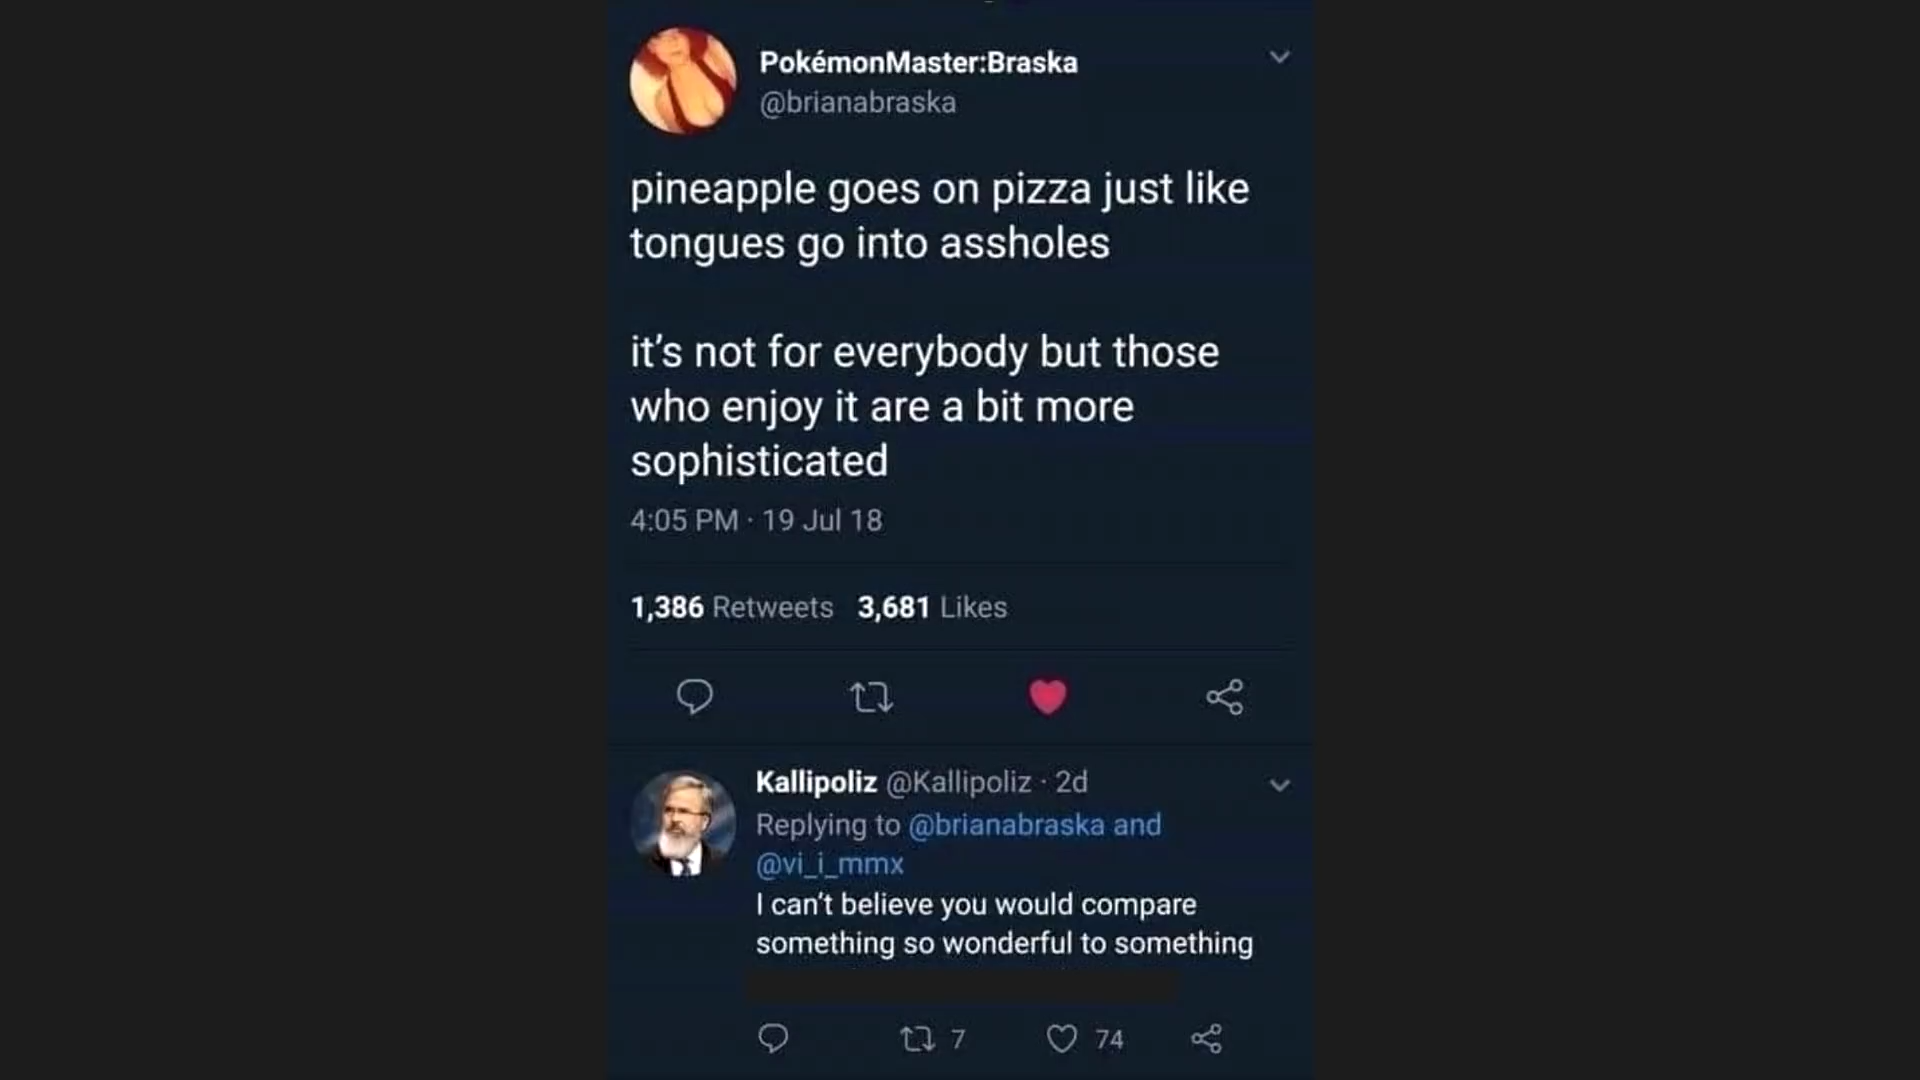 PokémonMaster:Braska
@brianabraska
pineapple goes on pizza just like
tongues go into assholes
it's not for everybody but those
who enjoy it are a bit more
sophisticated
4:05 PM · 19 Jul 18
1,386 Retweets 3,681 Likes
Kallipoliz @Kallipoliz · 2d
Replying to @brianabraska and
@vi_i_mmx
I can't believe you would compare
something so wonderful to something
7 74